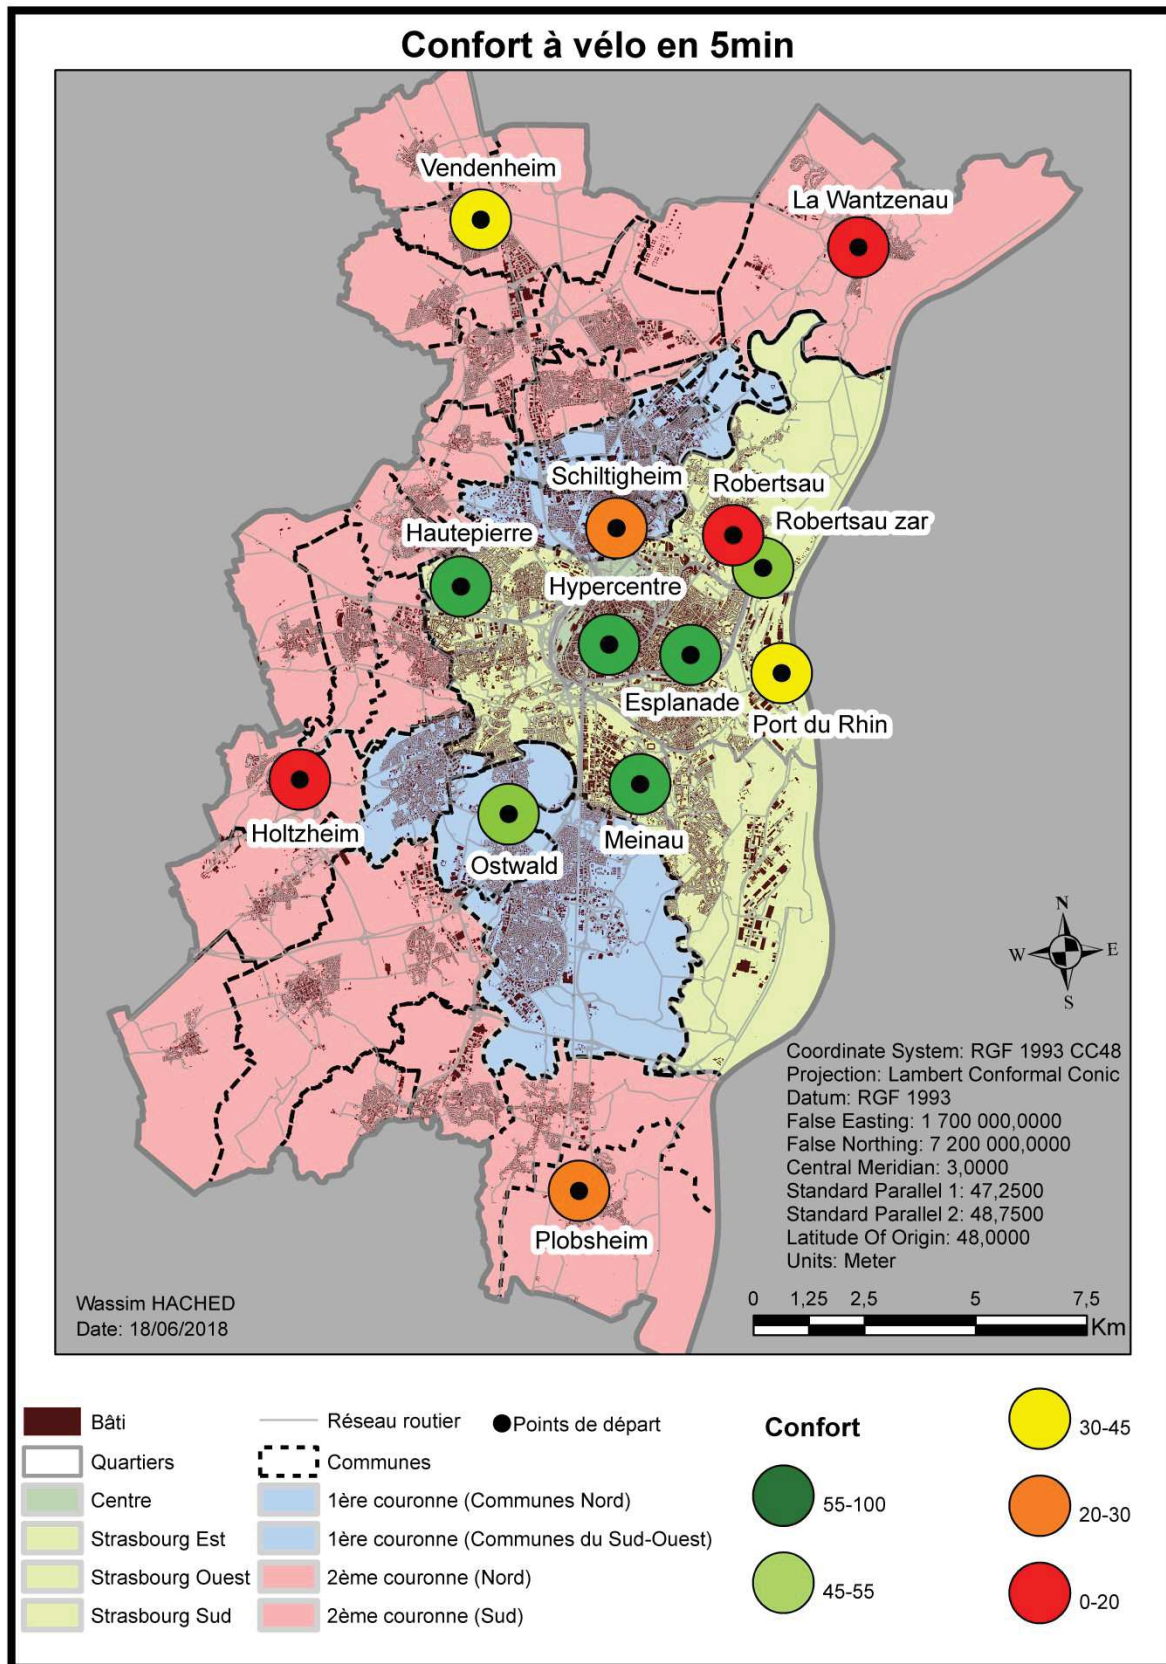 Confort à vélo en 5min
Vendenheim
La Wantzenau
Schiltigheim
Robertsau
Robertsau zar
Hautepierre
Hypercentre
Esplanade
Port du Rhin
Holtzheim
Ostwald
Meinau
Plobsheim
N
W
E
S
Coordinate System: RGF 1993 CC48
Projection: Lambert Conformal Conic
Datum: RGF 1993
False Easting: 1 700 000,0000
False Northing: 7 200 000,0000
Central Meridian: 3,0000
Standard Parallel 1: 47,2500
Standard Parallel 2: 48,7500
Latitude Of Origin: 48,0000
Units: Meter
Wassim HACHED
Date: 18/06/2018
0 1,25 2,5 5 7,5
Km
Bâti
Quartiers
Centre
Strasbourg Est
Strasbourg Ouest
Strasbourg Sud
Réseau routier
Communes
1ère couronne (Communes Nord)
1ère couronne (Communes du Sud-Ouest)
2ème couronne (Nord)
2ème couronne (Sud)
Points de départ
Confort
55-100
45-55
30-45
20-30
0-20